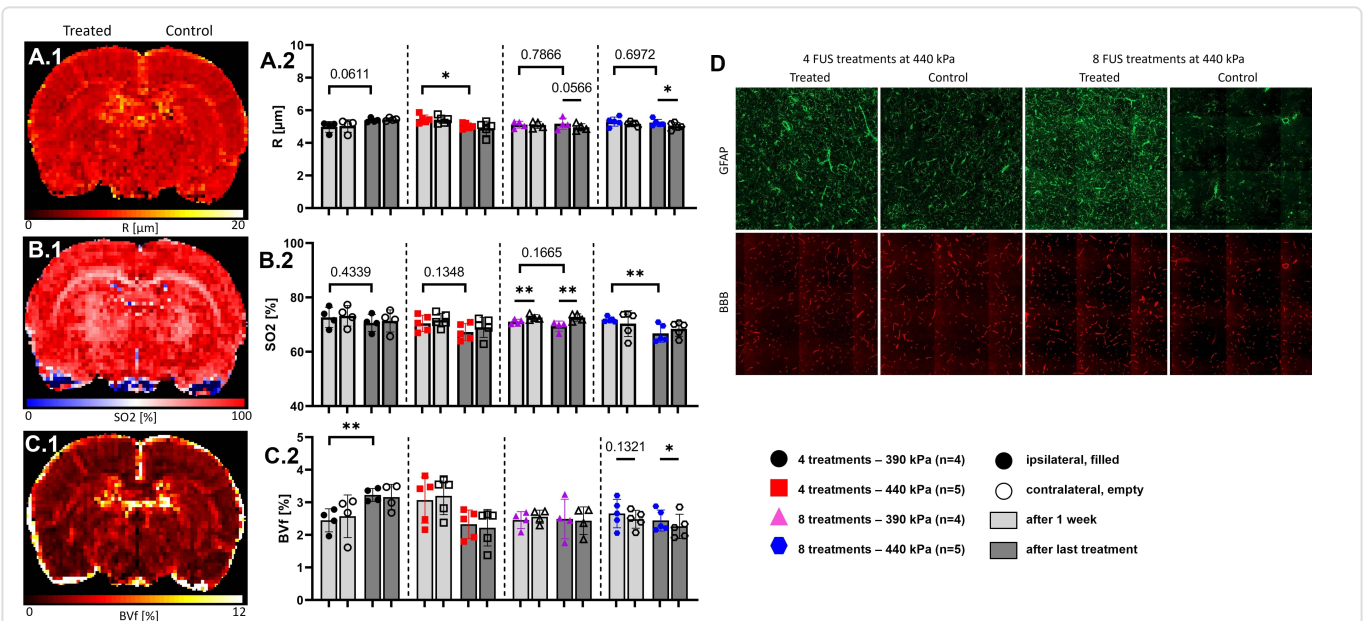 Treated Control
A.1
0 20
R [µm]
B.1
0 100
SO2 [%]
C.1
0 12
BVf [%]
A.2
R [µm]
10
8
6
4
2
0
0.0611
*
0.7866
0.0566
0.6972
*
B.2
SO2 [%]
100
80
60
40
0.4339
0.1348
0.1665
** **
**
C.2
BVf [%]
5
4
3
2
1
0
**
0.1321
*
D
4 FUS treatments at 440 kPa 8 FUS treatments at 440 kPa
Treated Control Treated Control
GFAP
BBB
4 treatments – 390 kPa (n=4) ipsilateral, filled
4 treatments – 440 kPa (n=5) contralateral, empty
8 treatments – 390 kPa (n=4) after 1 week
8 treatments – 440 kPa (n=5) after last treatment